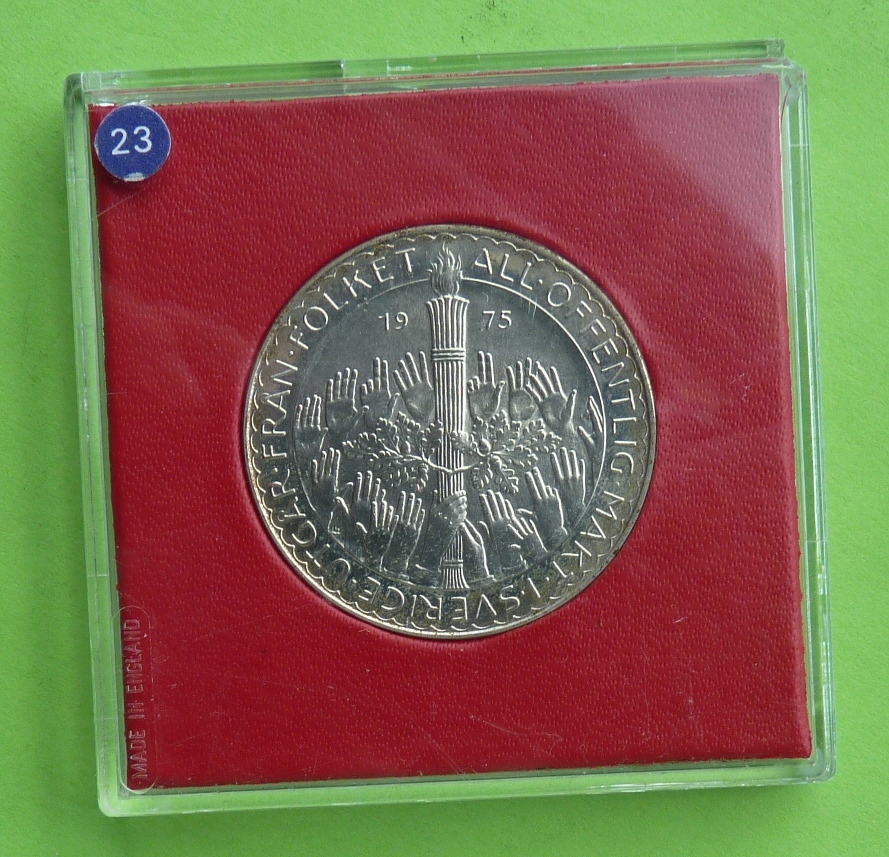 23
ALL·OFFENTLIG·MAKT·I·SVERIGE·UTGÅR·FRÅN·FOLKET
19 75
MADE IN ENGLAND